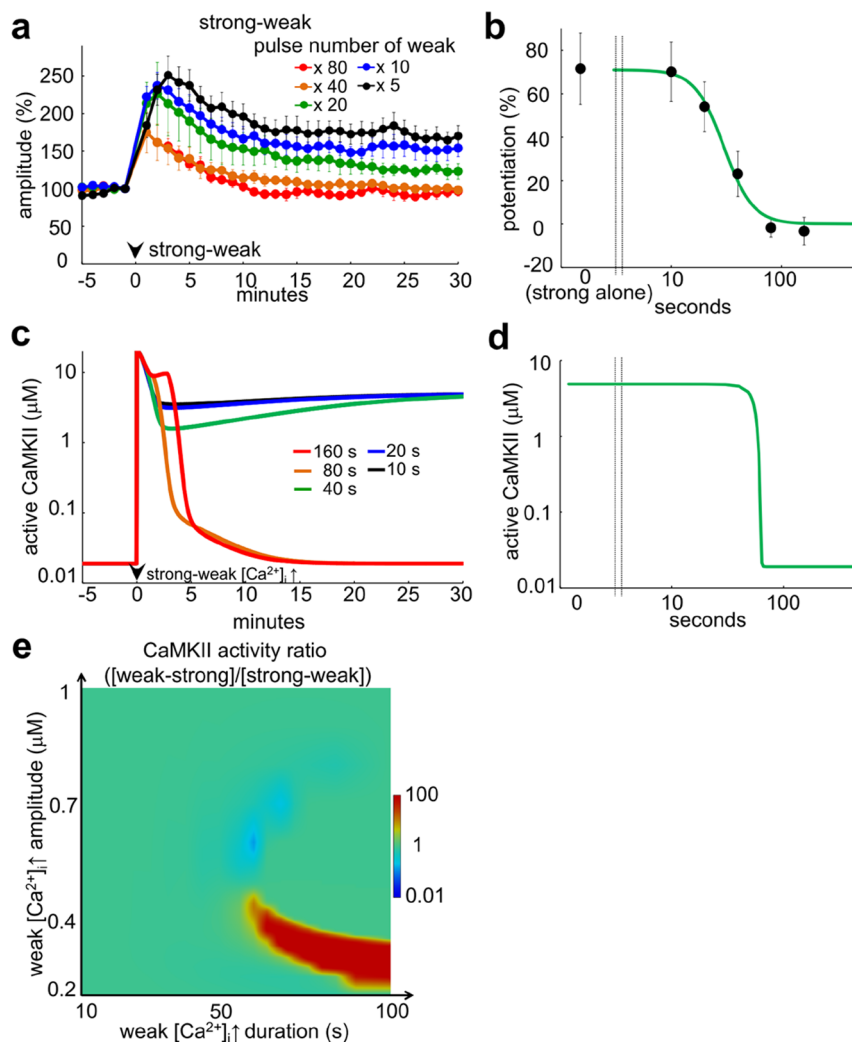 a
strong-weak
pulse number of weak
x 80
x 10
x 40
x 5
x 20
amplitude (%)
250
200
150
100
50
0
strong-weak
-5
0
5
10
15
20
25
30
minutes
b
potentiation (%)
80
60
40
20
0
-20
0
10
100
(strong alone)
seconds
c
active CaMKII (μM)
10
1
0.1
0.01
160 s
20 s
80 s
10 s
40 s
strong-weak [Ca²⁺]ᵢ↑
-5
0
5
10
15
20
25
30
minutes
d
active CaMKII (μM)
10
1
0.1
0.01
0
10
100
seconds
e
CaMKII activity ratio
([weak-strong]/[strong-weak])
weak [Ca²⁺]ᵢ↑ amplitude (μM)
1
0.7
0.4
0.2
100
1
0.01
10
50
100
weak [Ca²⁺]ᵢ↑ duration (s)